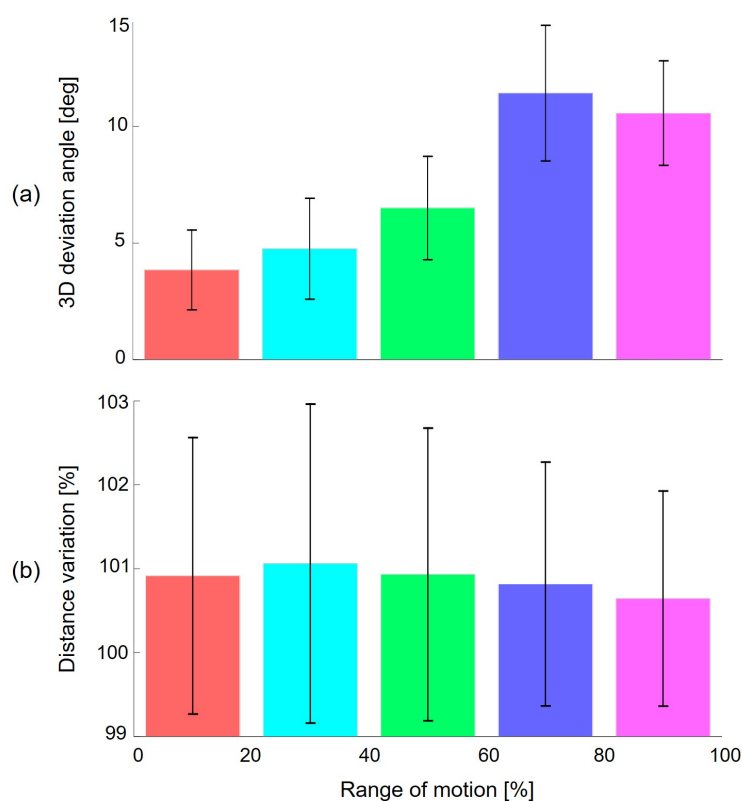 (a)
3D deviation angle [deg]
15
10
5
0
(b)
Distance variation [%]
103
102
101
100
99
0 20 40 60 80 100
Range of motion [%]